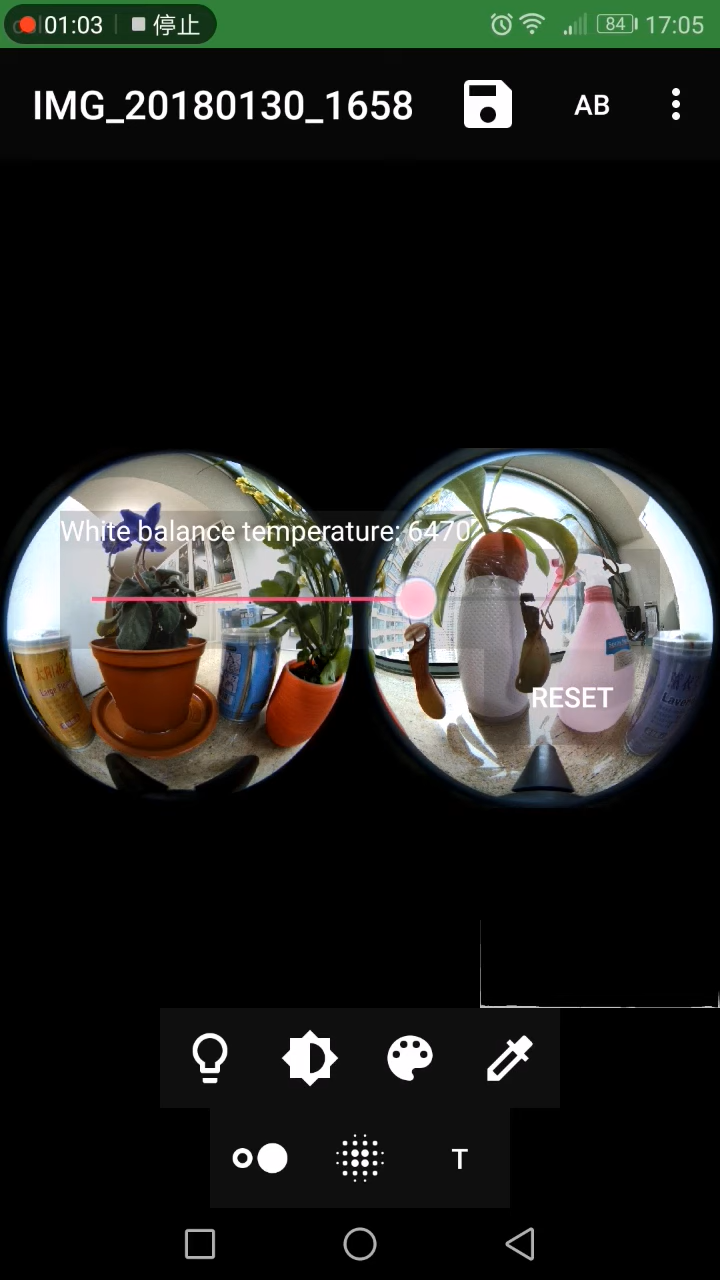 01:03
停止
84
17:05
IMG_20180130_1658
AB
White balance temperature: 6470
RESET
T